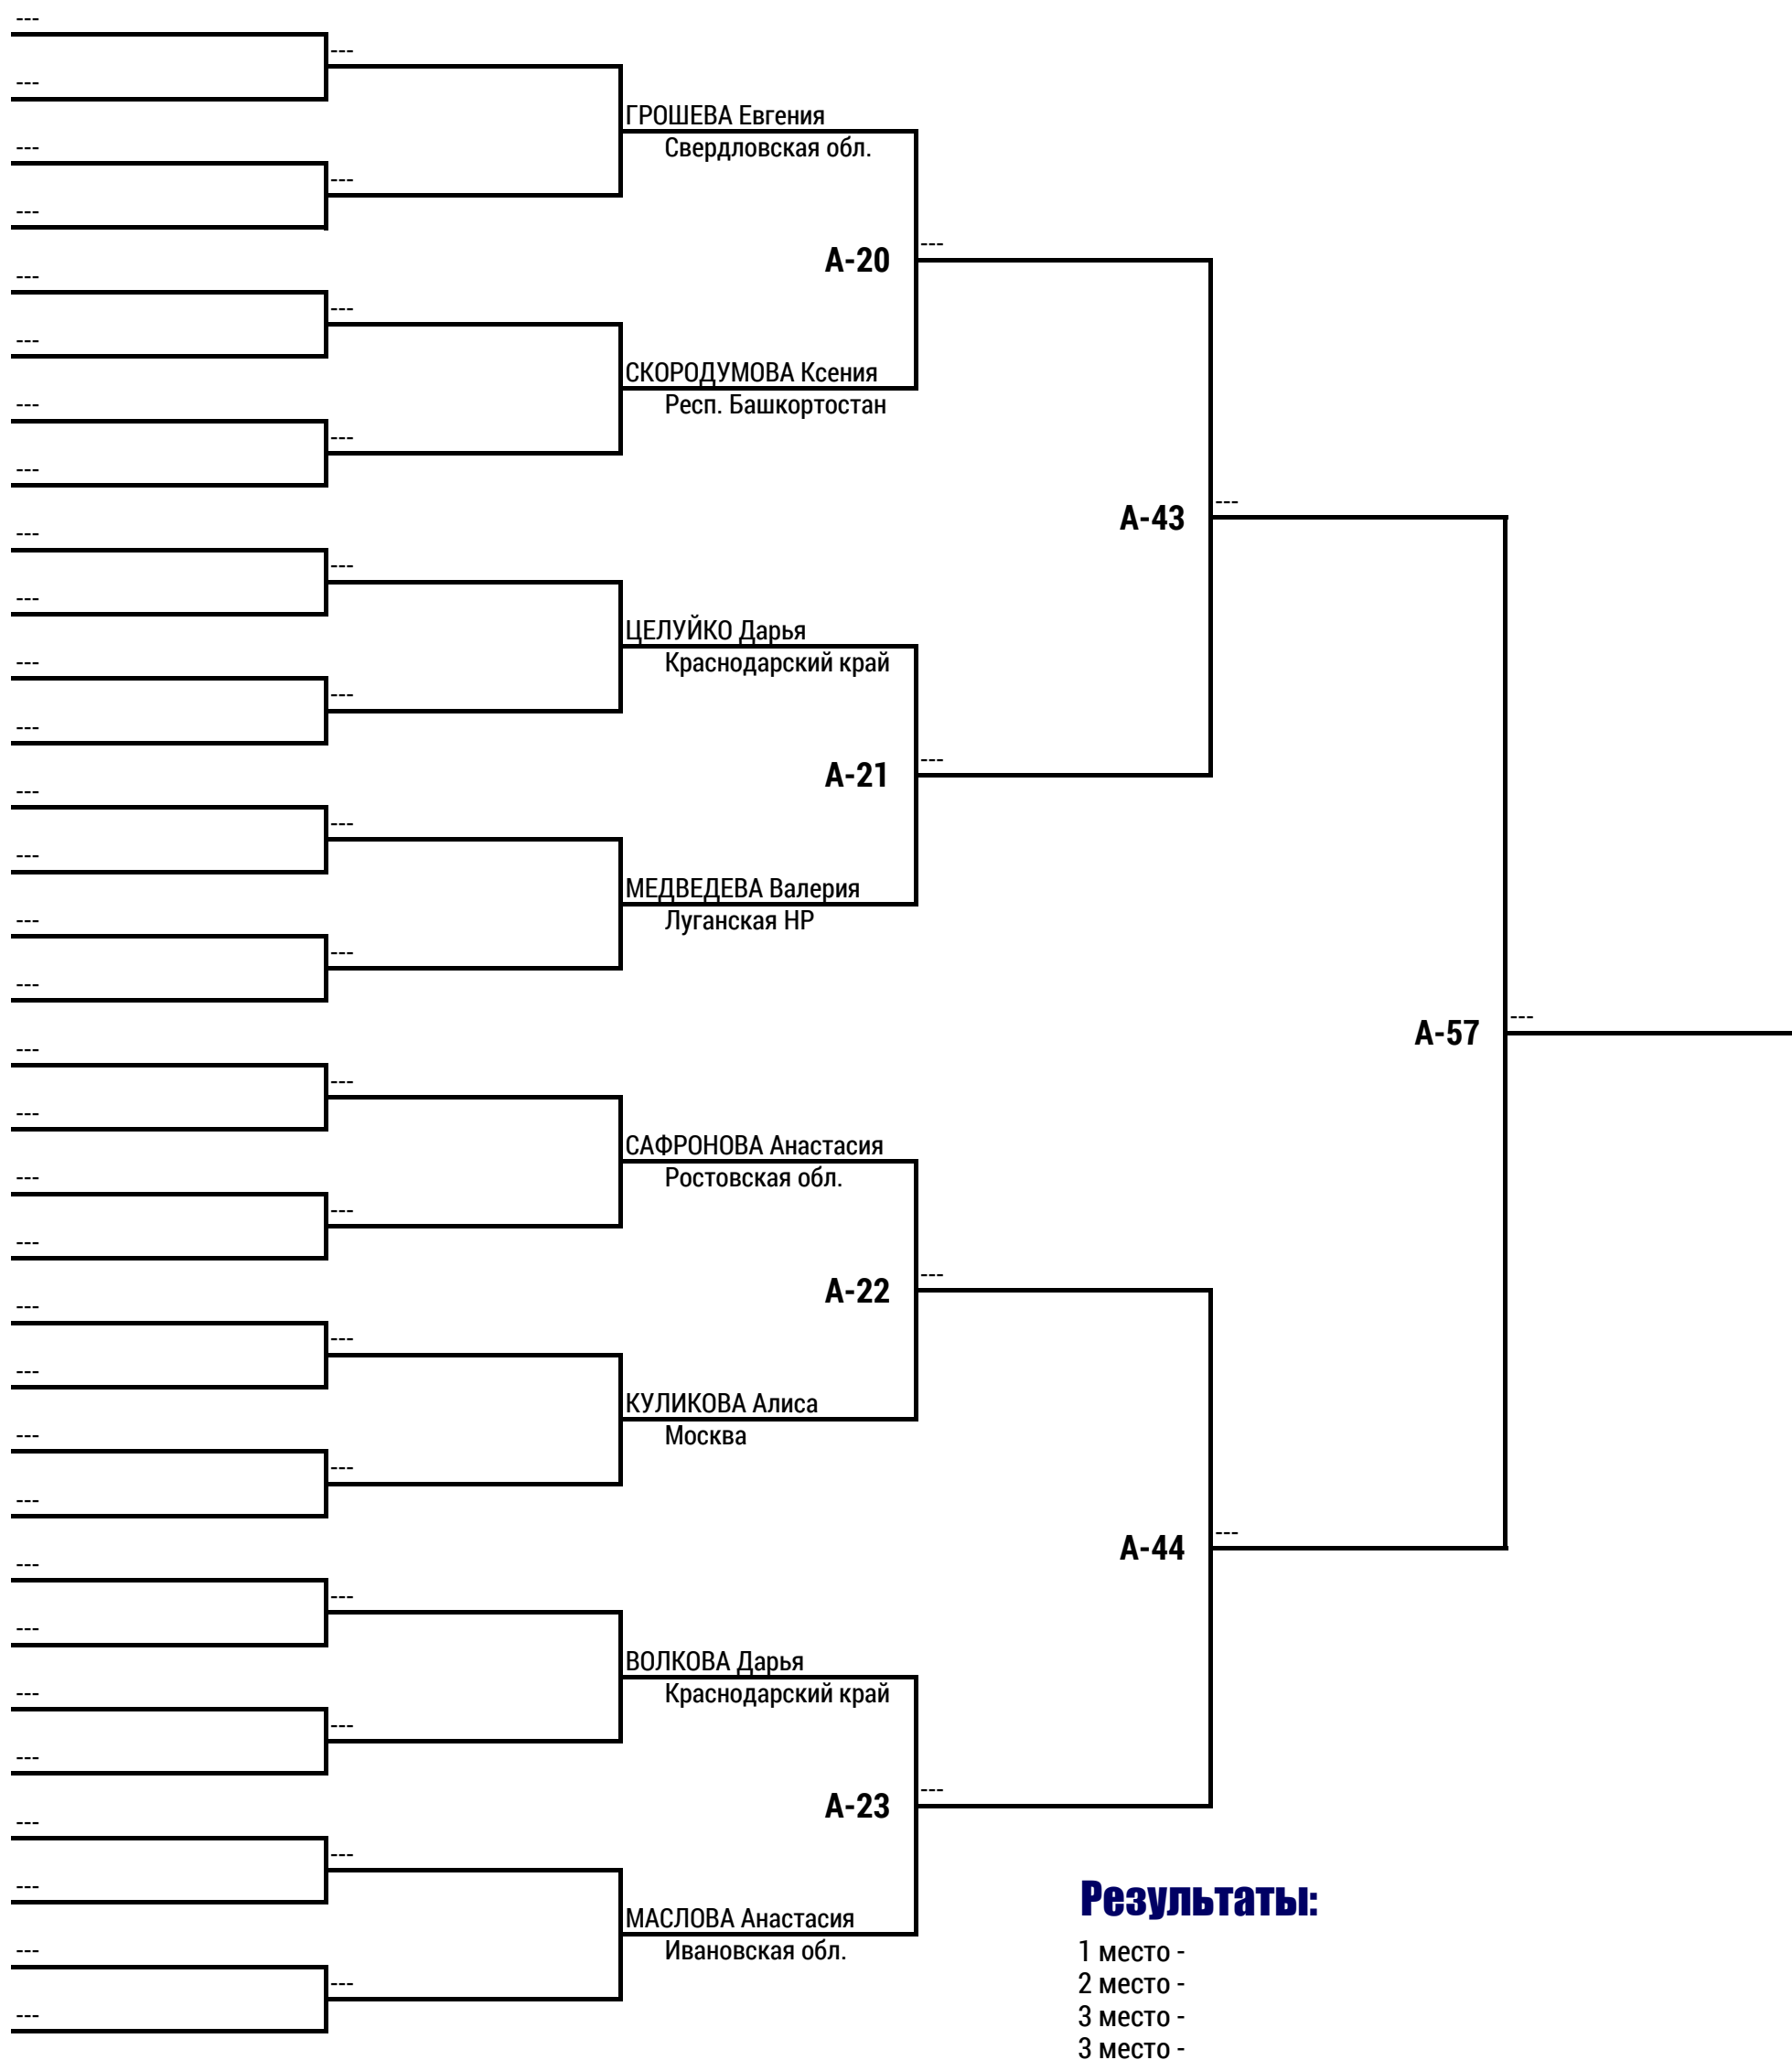 ---
---
---
---
---
---
ГРОШЕВА Евгения
Свердловская обл.
A-20
---
---
---
---
---
---
---
СКОРОДУМОВА Ксения
Респ. Башкортостан
A-43
---
---
---
---
---
---
---
ЦЕЛУЙКО Дарья
Краснодарский край
A-21
---
---
---
---
---
---
---
МЕДВЕДЕВА Валерия
Луганская НР
A-57
---
---
---
---
---
---
---
САФРОНОВА Анастасия
Ростовская обл.
A-22
---
---
---
---
---
---
---
КУЛИКОВА Алиса
Москва
A-44
---
---
---
---
---
---
---
ВОЛКОВА Дарья
Краснодарский край
A-23
---
---
---
---
---
---
---
МАСЛОВА Анастасия
Ивановская обл.
Результаты:
1 место -
2 место -
3 место -
3 место -